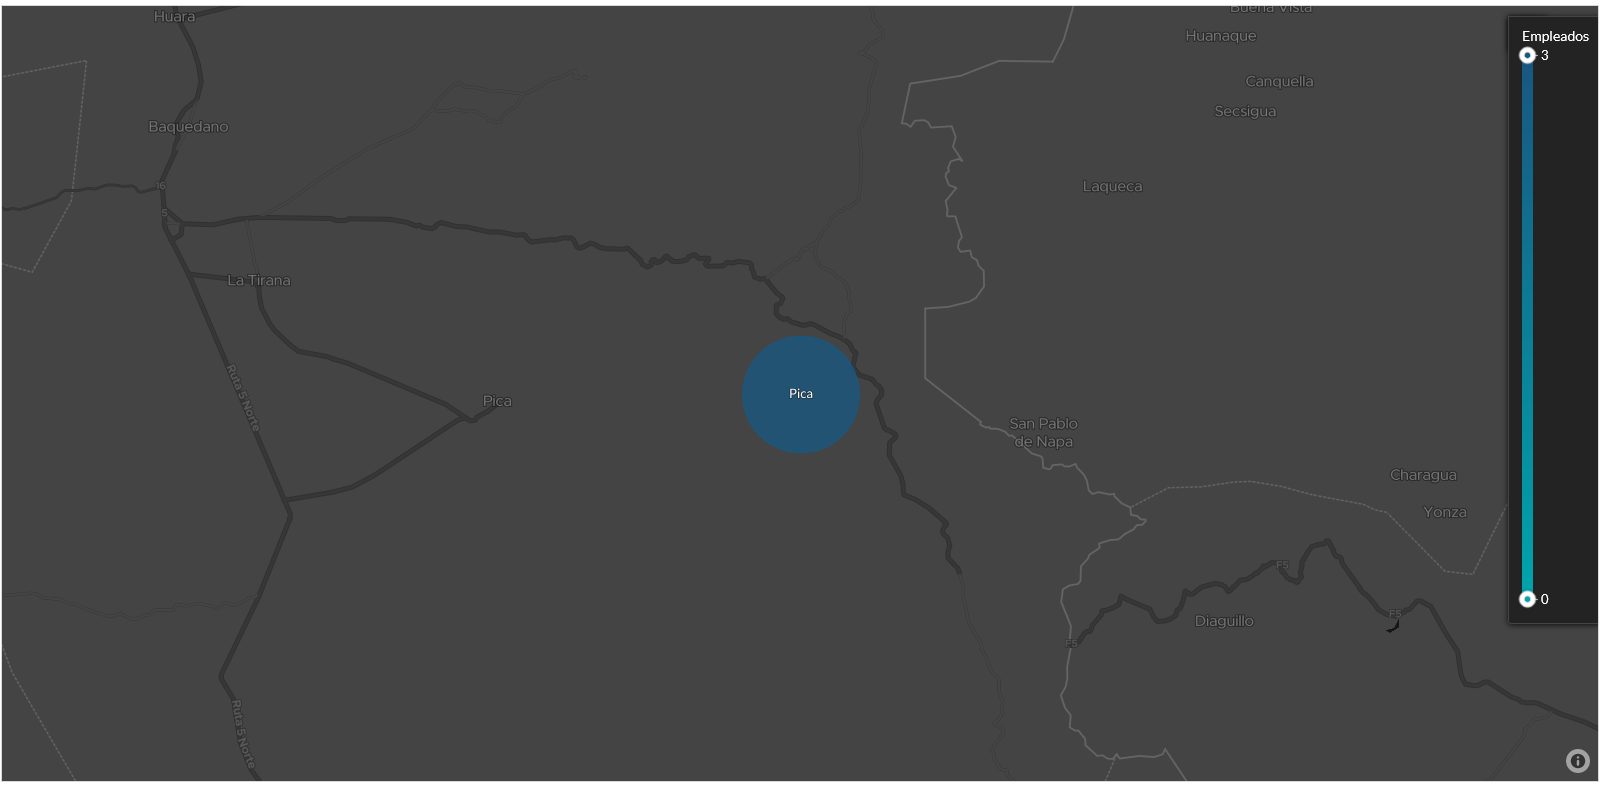 Huara
Buena Vista
Huanaque
Empleados
3
Canquella
Secsigua
Baquedano
16
Laqueca
5
La Tirana
Ruta 5 Norte
Pica
Pica
San Pablo
de Napa
Charagua
Yonza
F5
0
F5
Diaguillo
F5
Ruta 5 Norte